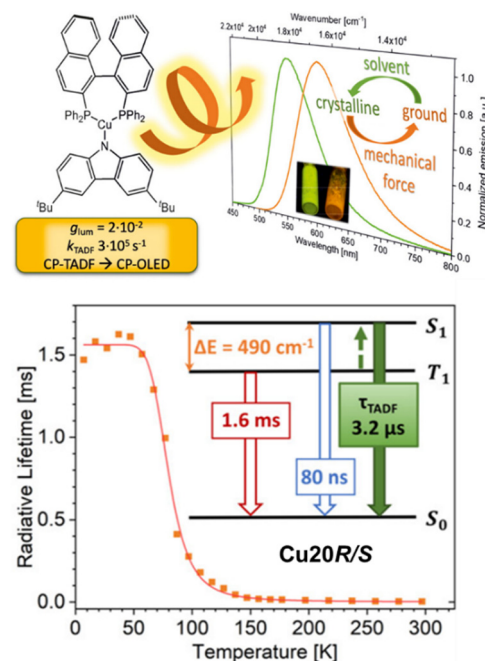 Wavenumber [cm⁻¹]
2.2x10⁴ 1.8x10⁴ 1.6x10⁴ 1.4x10⁴
solvent
crystalline
ground
mechanical
force
Normalized emission [a.u.]
1.0
0.8
0.6
0.4
0.2
0.0
450 500 550 600 650 700 750 800
Wavelength [nm]
Ph₂P PPh₂
Cu
N
ᵗBu ᵗBu
g_lum = 2·10⁻²
k_TADF 3·10⁵ s⁻¹
CP-TADF → CP-OLED
Radiative Lifetime [ms]
1.5
1.0
0.5
0.0
S₁
ΔE = 490 cm⁻¹
T₁
1.6 ms
80 ns
τ_TADF
3.2 µs
S₀
Cu20R/S
0 50 100 150 200 250 300
Temperature [K]